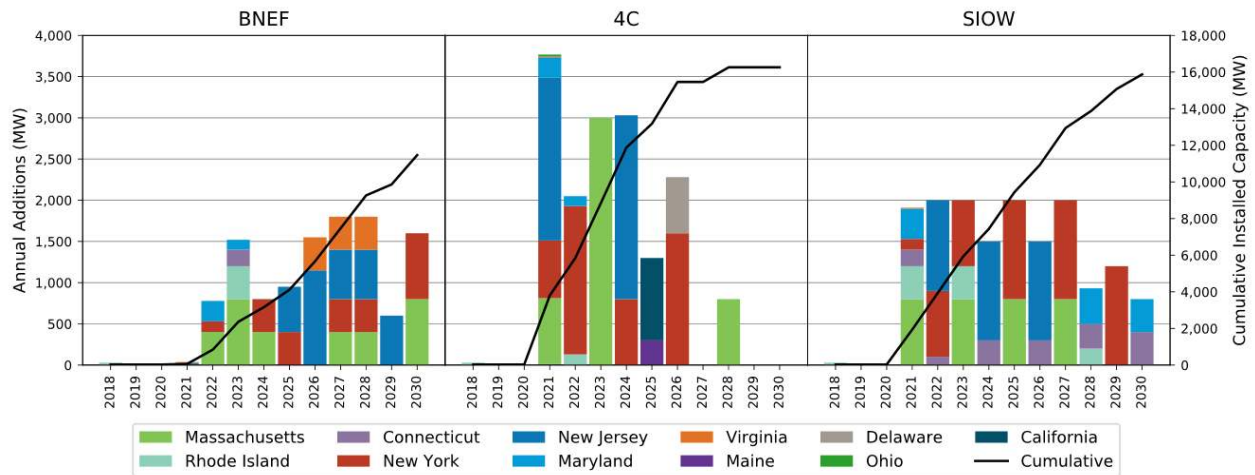 BNEF
4C
SIOW
Annual Additions (MW)
4,000
3,500
3,000
2,500
2,000
1,500
1,000
500
0
18,000
16,000
14,000
12,000
10,000
8,000
6,000
4,000
2,000
0
Cumulative Installed Capacity (MW)
2018 2019 2020 2021 2022 2023 2024 2025 2026 2027 2028 2029 2030
2018 2019 2020 2021 2022 2023 2024 2025 2026 2027 2028 2029 2030
2018 2019 2020 2021 2022 2023 2024 2025 2026 2027 2028 2029 2030
Massachusetts Connecticut New Jersey Virginia Delaware California
Rhode Island New York Maryland Maine Ohio Cumulative